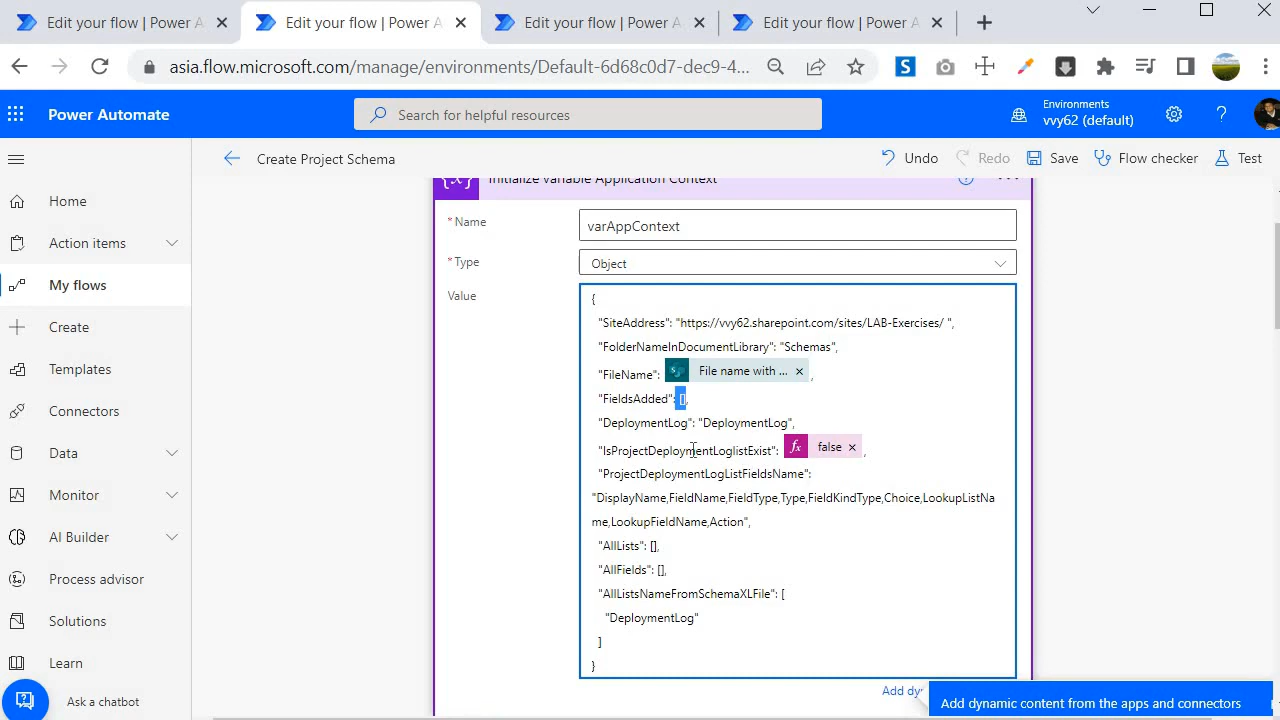 Edit your flow | Power A
Edit your flow | Power A
Edit your flow | Power A
Edit your flow | Power A
asia.flow.microsoft.com/manage/environments/Default-6d68c0d7-dec9-4...
S
Power Automate
Search for helpful resources
Environments
vvy62 (default)
Create Project Schema
Undo
Redo
Save
Flow checker
Test
Home
Action items
My flows
Create
Templates
Connectors
Data
Monitor
AI Builder
Process advisor
Solutions
Learn
Ask a chatbot
{x}
Initialize variable Application Context
* Name
varAppContext
* Type
Object
Value
{
"SiteAddress": "https://vvy62.sharepoint.com/sites/LAB-Exercises/ ",
"FolderNameInDocumentLibrary": "Schemas",
"FileName": File name with ... × ,
"FieldsAdded": [],
"DeploymentLog": "DeploymentLog",
"IsProjectDeploymentLoglistExist": fx false × ,
"ProjectDeploymentLogListFieldsName":
"DisplayName,FieldName,FieldType,Type,FieldKindType,Choice,LookupListNa
me,LookupFieldName,Action",
"AllLists": [],
"AllFields": [],
"AllListsNameFromSchemaXLFile": [
"DeploymentLog"
]
}
Add dy
Add dynamic content from the apps and connectors